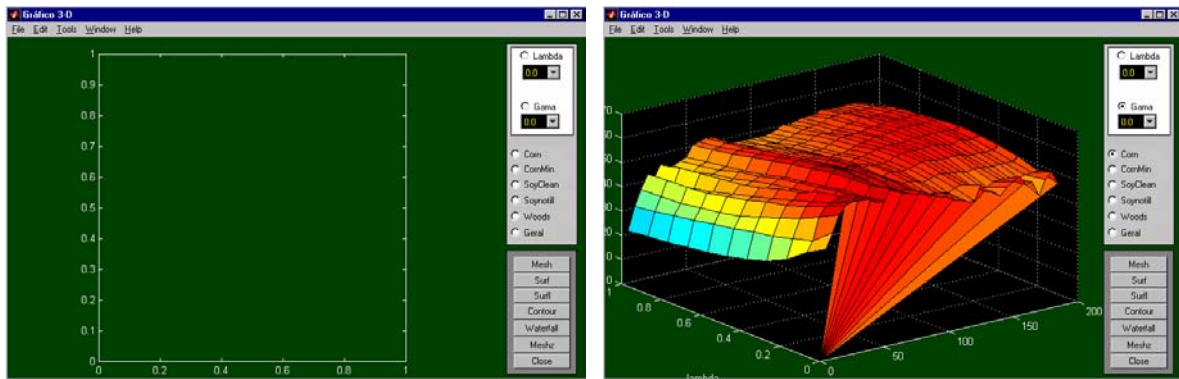 Gráfico 3-D
File Edit Tools Window Help
1
0.9
0.8
0.7
0.6
0.5
0.4
0.3
0.2
0.1
0
0 0.2 0.4 0.6 0.8 1
Lambda
0.0
Gama
0.0
Corn
CornMin
SoyClean
Soynotill
Woods
Geral
Mesh
Surf
Surfl
Contour
Waterfall
Meshz
Close
Gráfico 3-D
File Edit Tools Window Help
70
60
50
40
30
20
10
0
1 0.8 0.6 0.4 0.2 0
0 50 100 150 200
lambda
Lambda
0.0
Gama
0.0
Corn
CornMin
SoyClean
Soynotill
Woods
Geral
Mesh
Surf
Surfl
Contour
Waterfall
Meshz
Close